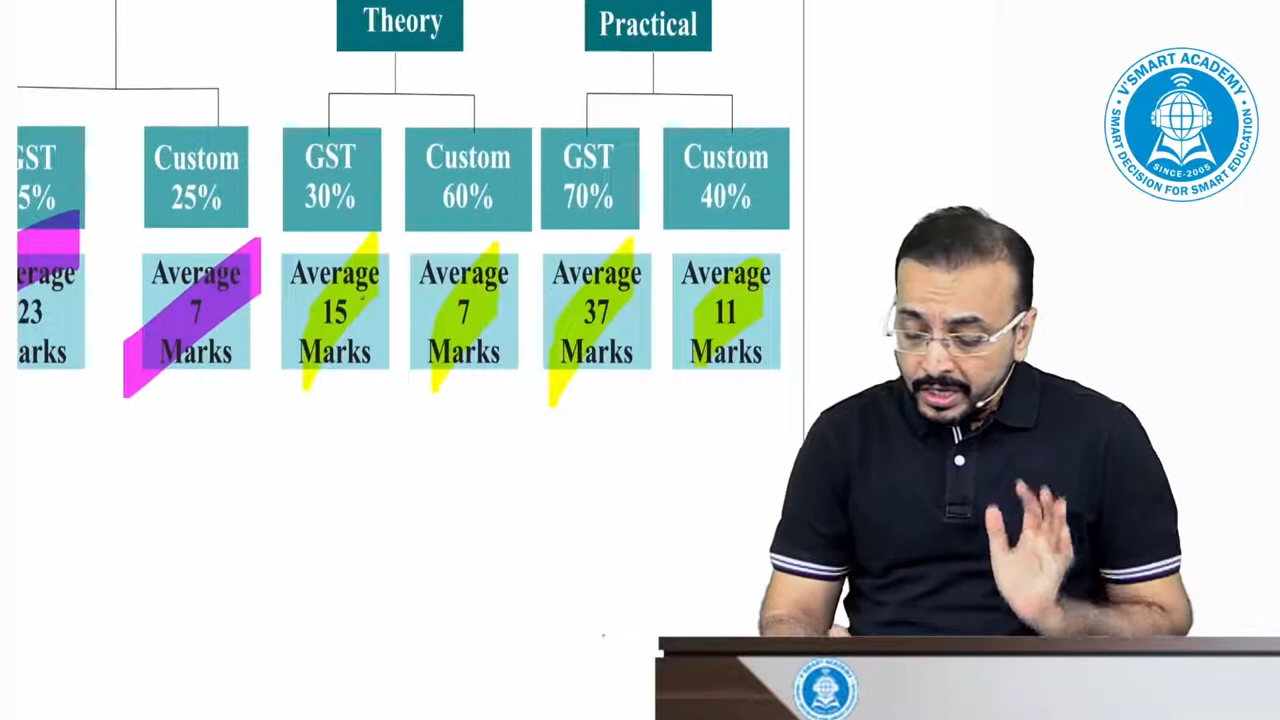 Theory
Practical
GST
5%
Custom
25%
GST
30%
Custom
60%
GST
70%
Custom
40%
erage
23
arks
Average
7
Marks
Average
15
Marks
Average
7
Marks
Average
37
Marks
Average
11
Marks
V'SMART ACADEMY
SINCE-2005
SMART DECISION FOR SMART EDUCATION